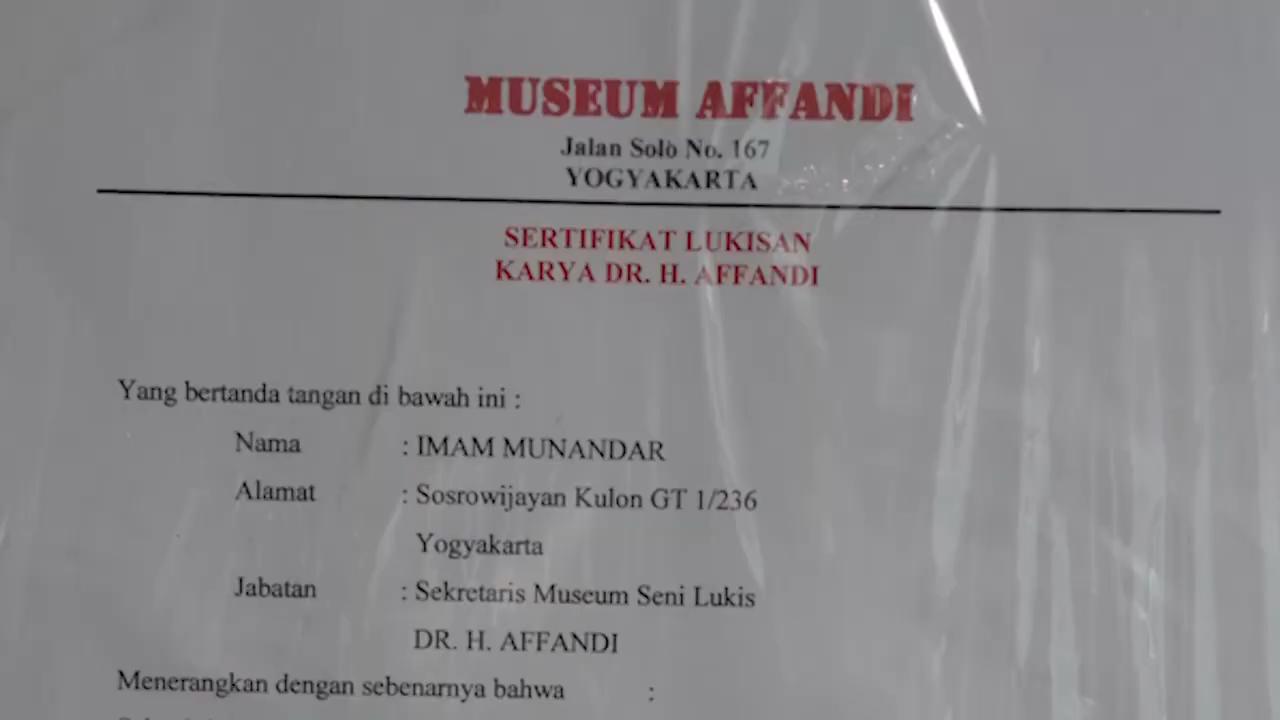 MUSEUM AFFANDI
Jalan Solo No. 167
YOGYAKARTA
SERTIFIKAT LUKISAN
KARYA DR. H. AFFANDI
Yang bertanda tangan di bawah ini :
Nama : IMAM MUNANDAR
Alamat : Sosrowijayan Kulon GT 1/236
Yogyakarta
Jabatan : Sekretaris Museum Seni Lukis
DR. H. AFFANDI
Menerangkan dengan sebenarnya bahwa :